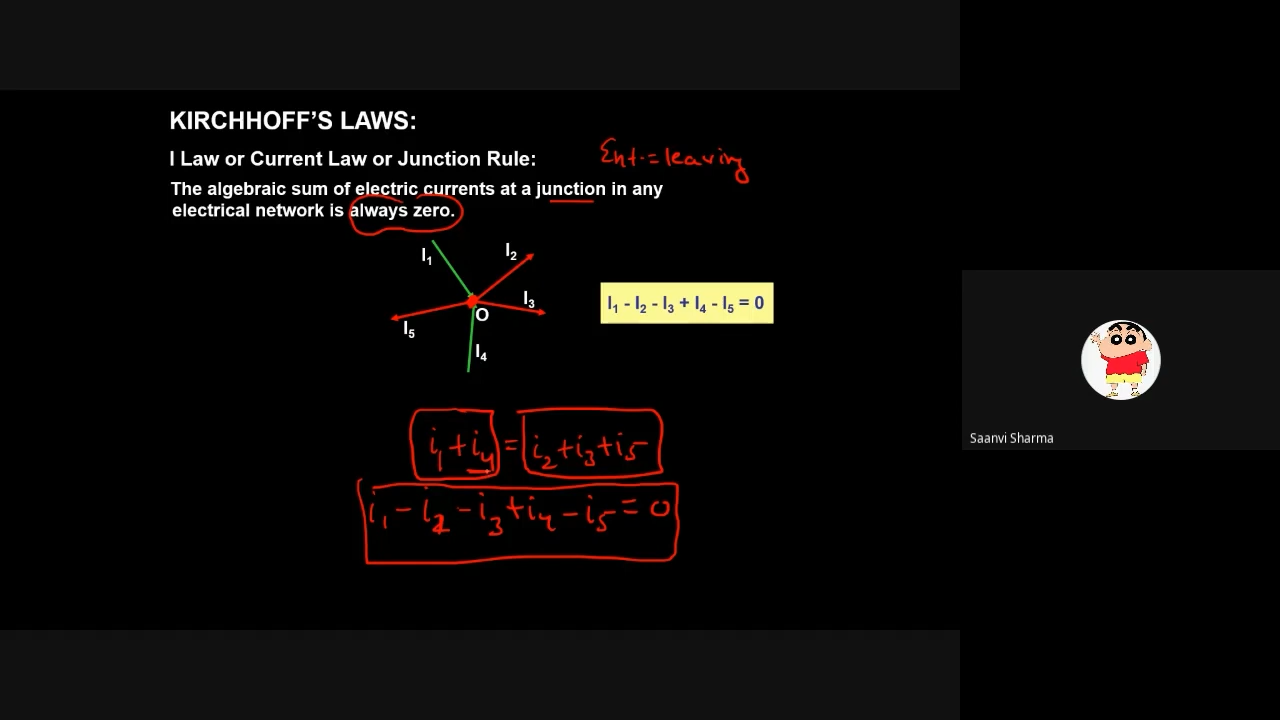 KIRCHHOFF'S LAWS:
I Law or Current Law or Junction Rule:
Ent. = leaving
The algebraic sum of electric currents at a junction in any
electrical network is always zero.
I₁
I₂
I₃
I₁ - I₂ - I₃ + I₄ - I₅ = 0
O
I₅
I₄
i₁ + i₄ = i₂ + i₃ + i₅
i₁ - i₂ - i₃ + i₄ - i₅ = 0
Saanvi Sharma